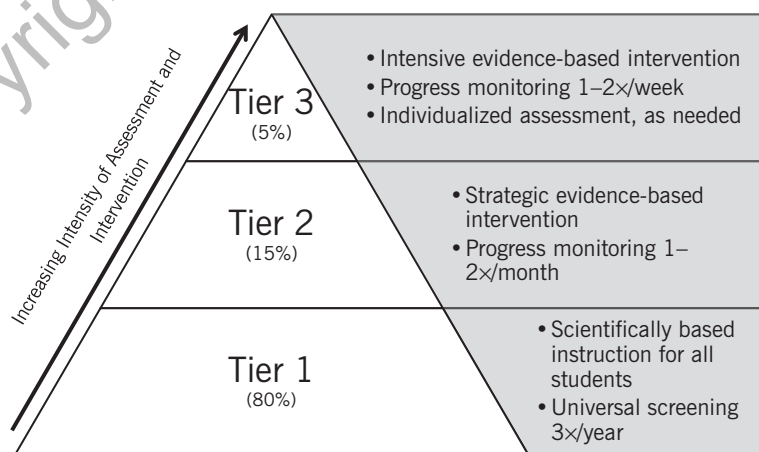 yrig
Increasing Intensity of Assessment and
Intervention
Tier 3
(5%)
• Intensive evidence-based intervention
• Progress monitoring 1–2×/week
• Individualized assessment, as needed
Tier 2
(15%)
• Strategic evidence-based
intervention
• Progress monitoring 1–
2×/month
Tier 1
(80%)
• Scientifically based
instruction for all
students
• Universal screening
3×/year